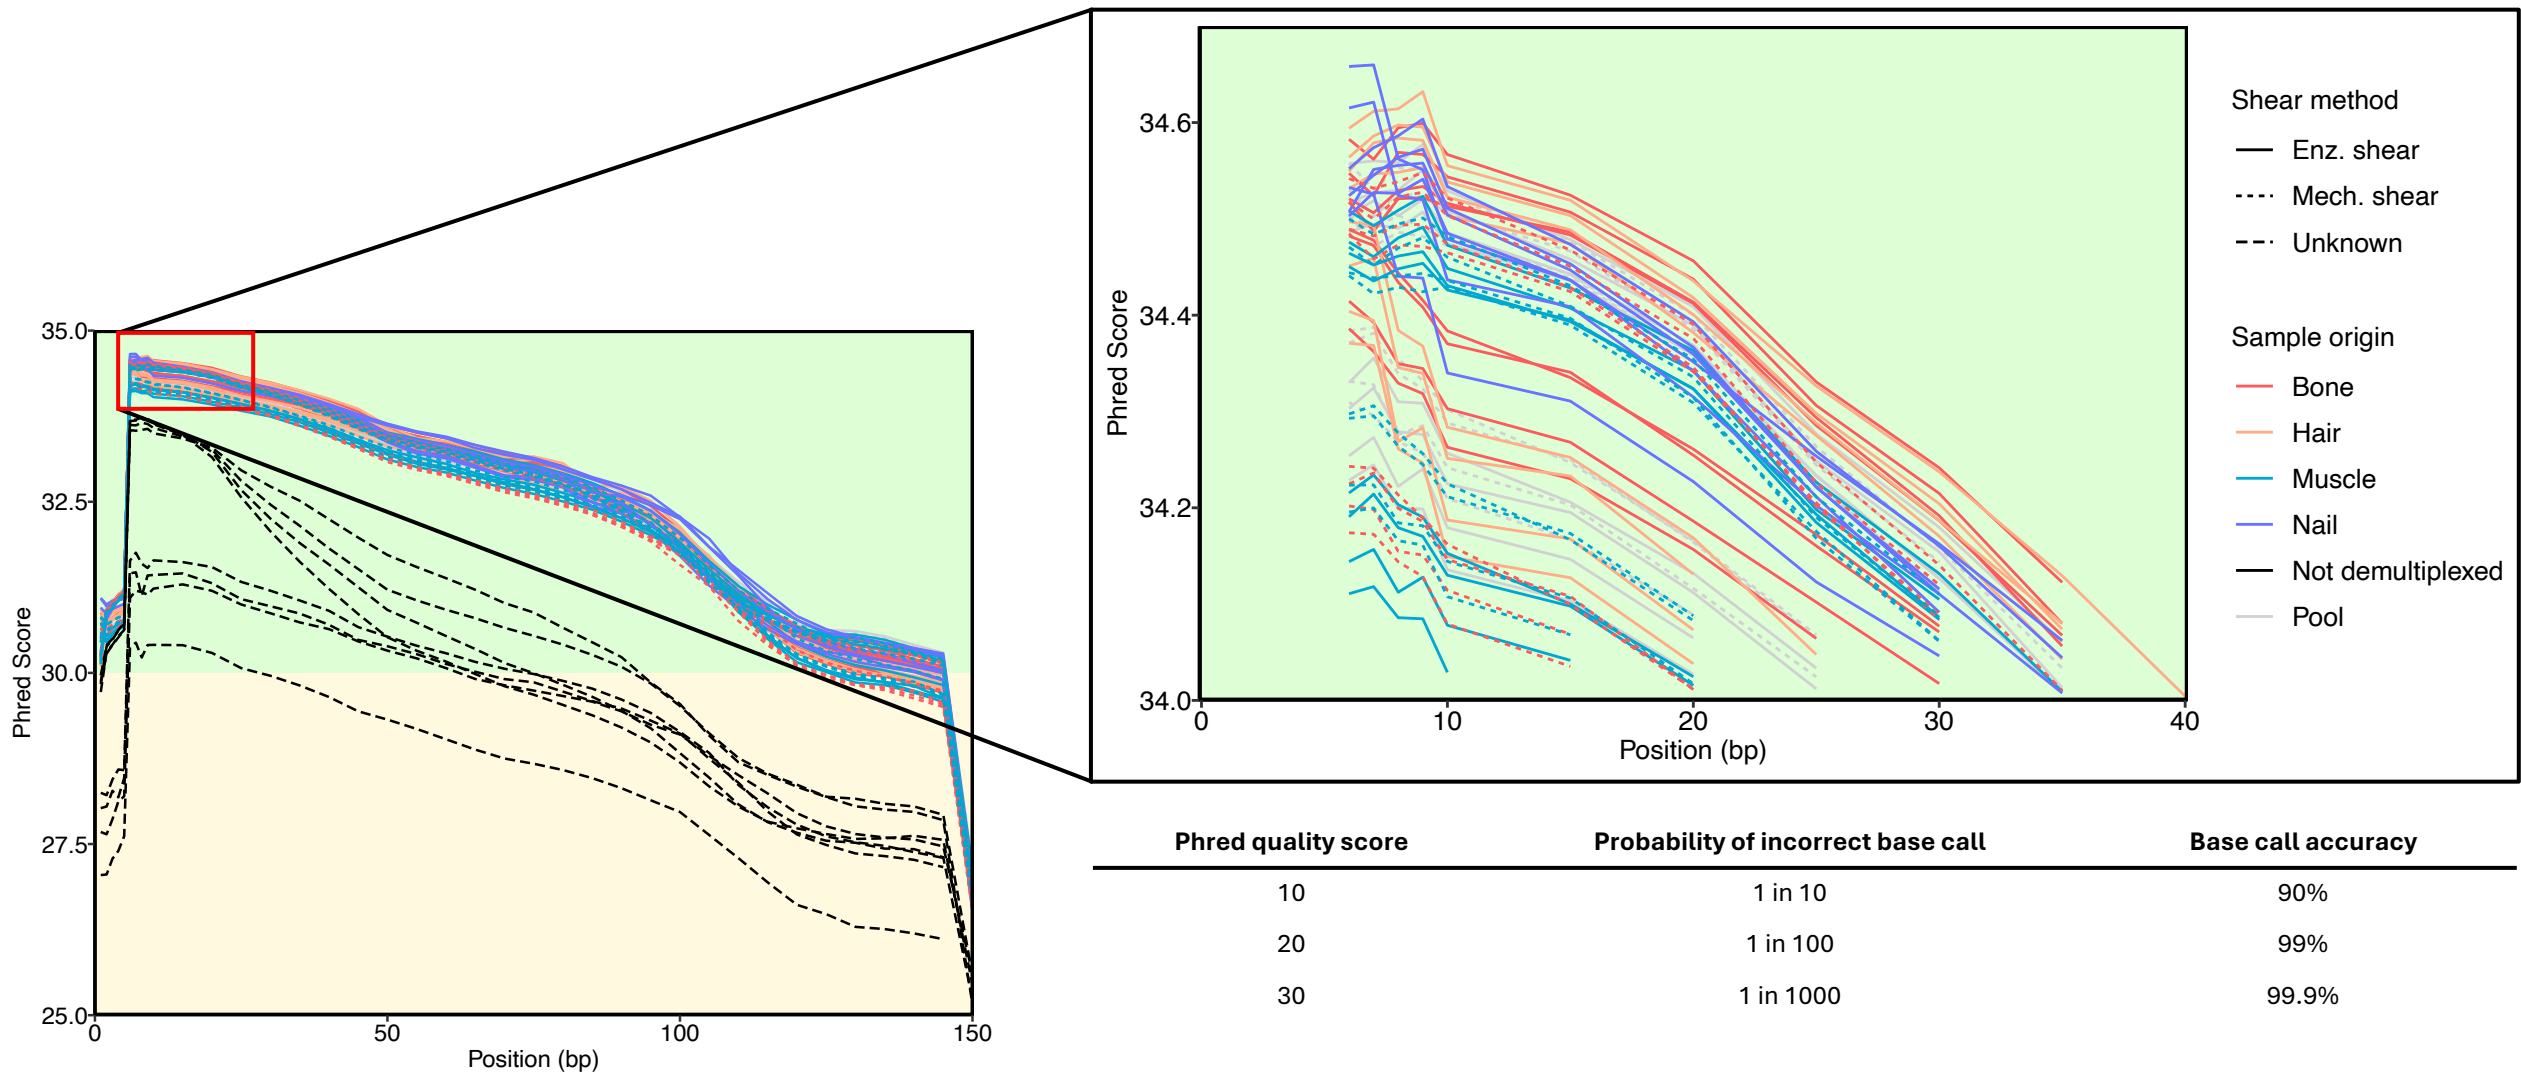 35.0
32.5
30.0
27.5
25.0
0 50 100 150
Position (bp)
Phred Score
34.6
34.4
34.2
34.0
0 10 20 30 40
Position (bp)
Phred Score
Shear method
Enz. shear
Mech. shear
Unknown
Sample origin
Bone
Hair
Muscle
Nail
Not demultiplexed
Pool
Phred quality score Probability of incorrect base call Base call accuracy
10 1 in 10 90%
20 1 in 100 99%
30 1 in 1000 99.9%